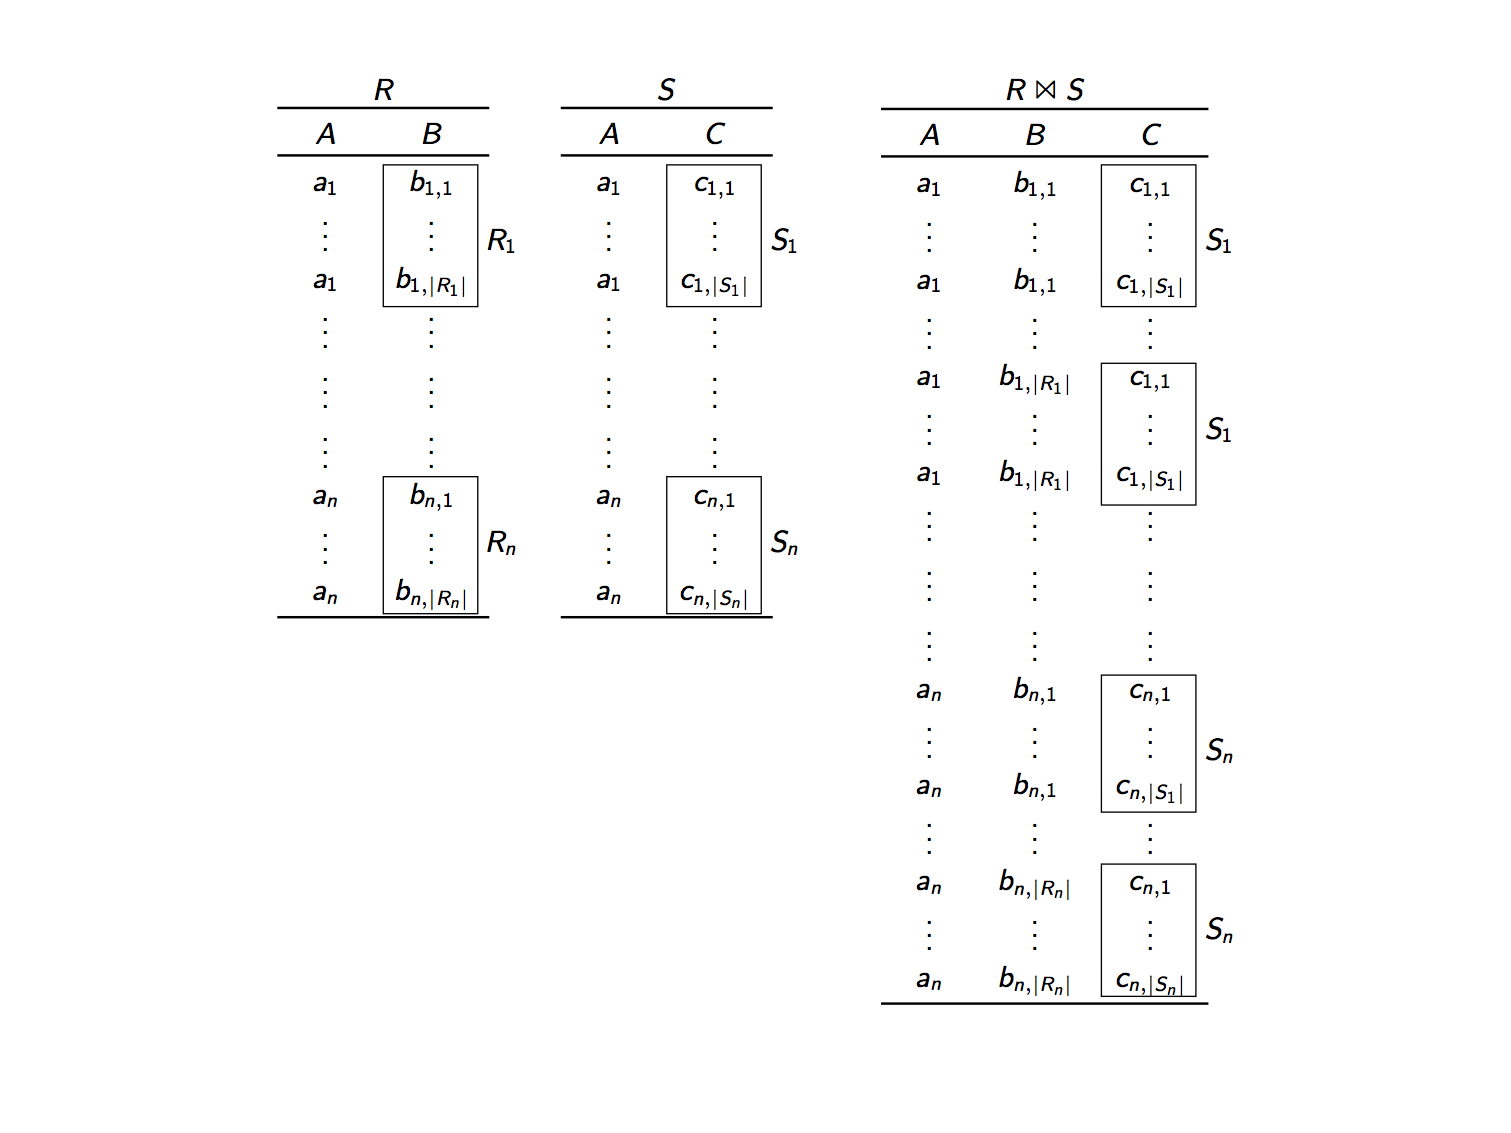 R S R ⋈ S
A B A C A B C
a₁ b₁,₁ a₁ c₁,₁ a₁ b₁,₁ c₁,₁
⋮ ⋮ R₁ ⋮ ⋮ S₁ ⋮ ⋮ ⋮ S₁
a₁ b₁,|R₁| a₁ c₁,|S₁| a₁ b₁,₁ c₁,|S₁|
⋮ ⋮ ⋮ ⋮ ⋮ ⋮ ⋮
⋮ ⋮ ⋮ ⋮ a₁ b₁,|R₁| c₁,₁
⋮ ⋮ ⋮ ⋮ ⋮ ⋮ ⋮ S₁
aₙ bₙ,₁ aₙ cₙ,₁ a₁ b₁,|R₁| c₁,|S₁|
⋮ ⋮ Rₙ ⋮ ⋮ Sₙ ⋮ ⋮ ⋮
aₙ bₙ,|Rₙ| aₙ cₙ,|Sₙ| ⋮ ⋮ ⋮
⋮ ⋮ ⋮
aₙ bₙ,₁ cₙ,₁
⋮ ⋮ ⋮ Sₙ
aₙ bₙ,₁ cₙ,|S₁|
⋮ ⋮ ⋮
aₙ bₙ,|Rₙ| cₙ,₁
⋮ ⋮ ⋮ Sₙ
aₙ bₙ,|Rₙ| cₙ,|Sₙ|